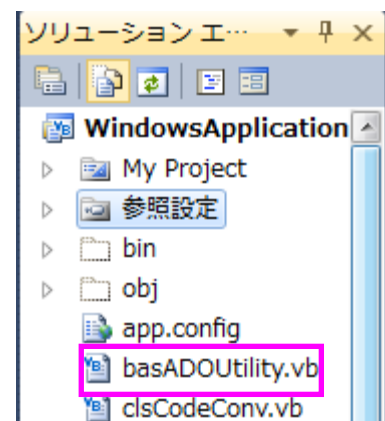 ソリューション エ…
WindowsApplication
My Project
参照設定
bin
obj
app.config
basADOUtility.vb
clsCodeConv.vb